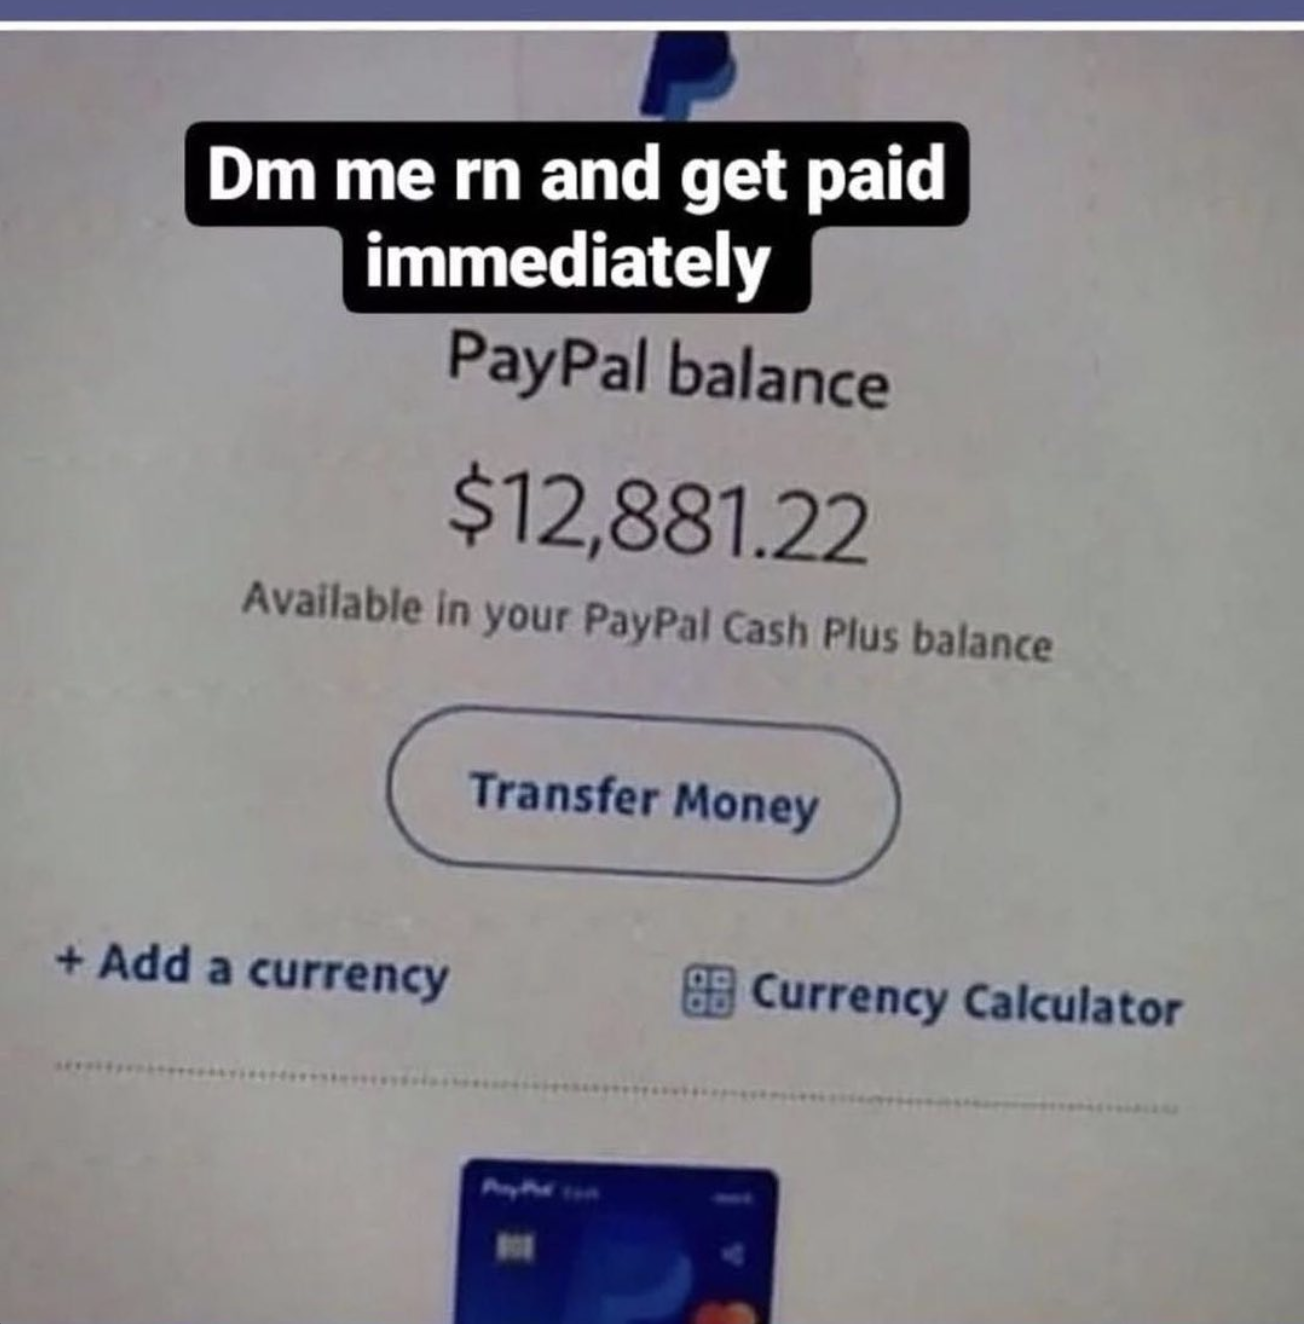 Dm me rn and get paid
immediately
PayPal balance
$12,881.22
Available in your PayPal Cash Plus balance
Transfer Money
+ Add a currency
Currency Calculator
PayPal